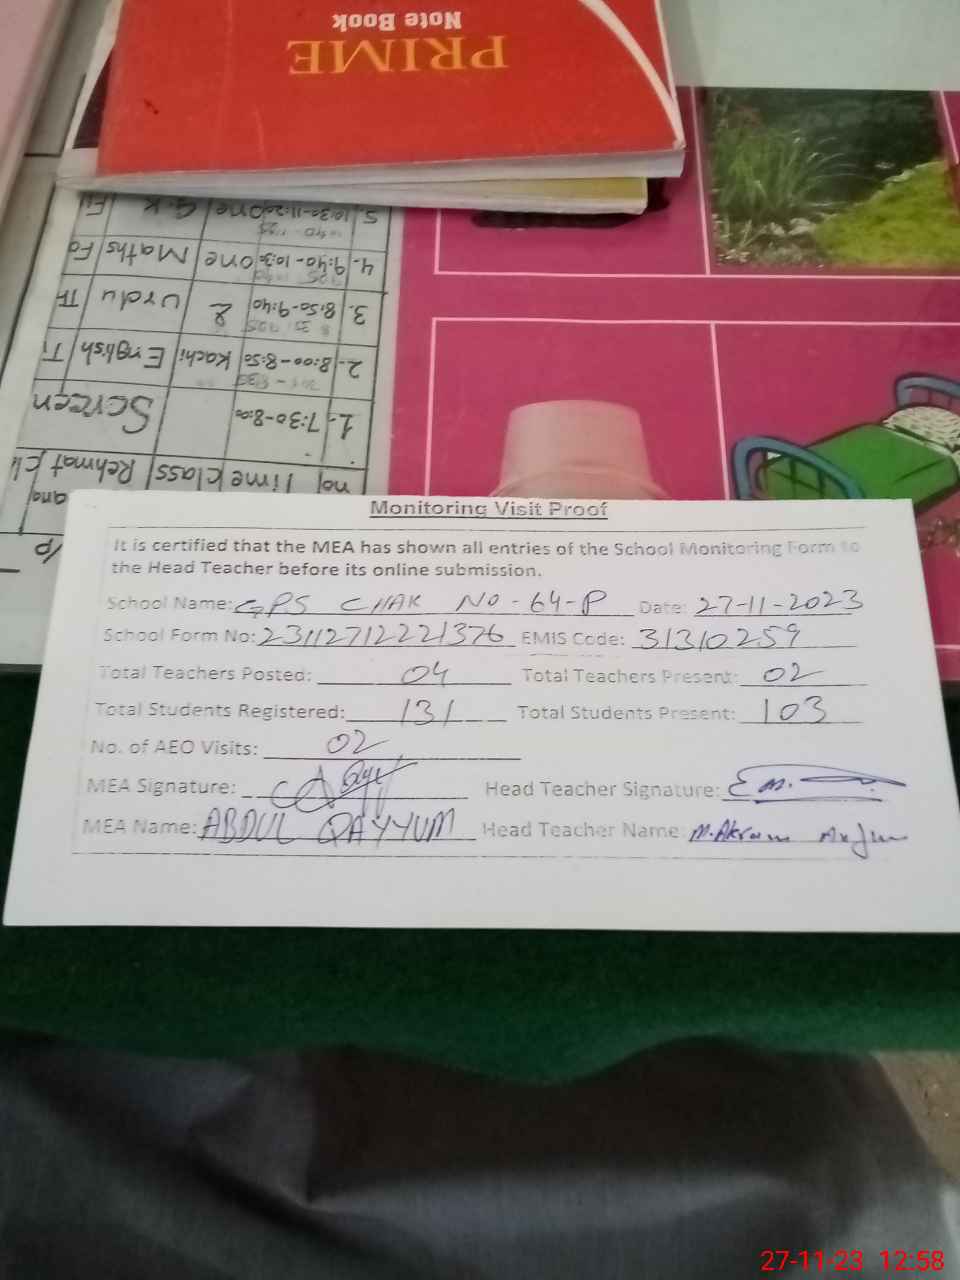 PRIME
Note Book
no Time class Rehmat
1- 7:30-8:00 Screen
2- 8:00-8:50 Kachi English
3. 8:50-9:40 2 Urdu
4- 9:40-10:30 one Maths
5. 10:30-11:20 one G.K
Monitoring Visit Proof
It is certified that the MEA has shown all entries of the School Monitoring Form to
the Head Teacher before its online submission.
School Name: GPS CHAK NO-64-P Date: 27-11-2023
School Form No: 23112712221376 EMIS Code: 31310259
Total Teachers Posted: 04 Total Teachers Present: 02
Total Students Registered: 131 Total Students Present: 103
No. of AEO Visits: 02
MEA Signature: Head Teacher Signature:
MEA Name: ABDUL QAYYUM Head Teacher Name: M. Akram Anjum
27-11-23 12:58